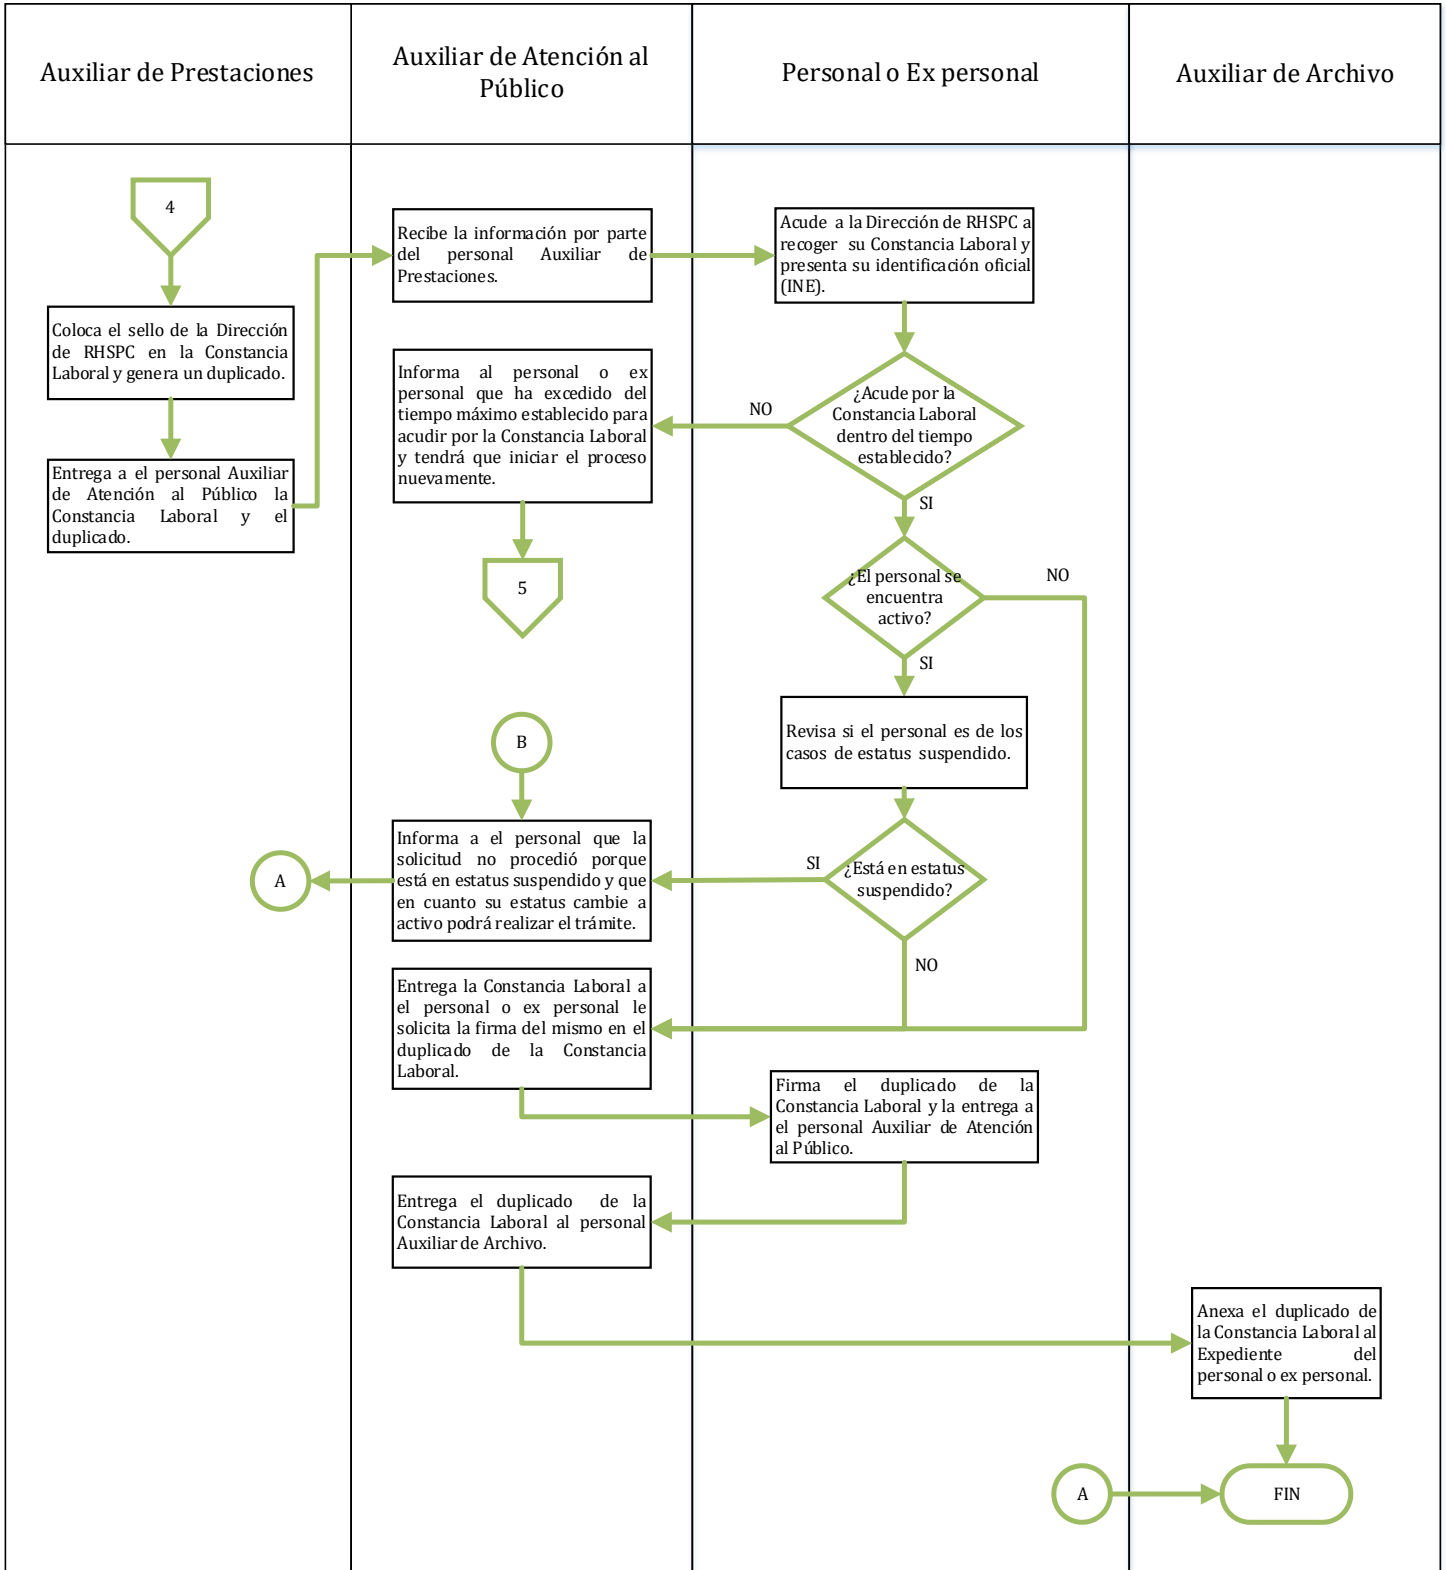 Auxiliar de Prestaciones
Auxiliar de Atención al
Público
Personal o Ex personal
Auxiliar de Archivo
4
Coloca el sello de la Dirección
de RHSPC en la Constancia
Laboral y genera un duplicado.
Entrega a el personal Auxiliar
de Atención al Público la
Constancia Laboral y el
duplicado.
Recibe la información por parte
del personal Auxiliar de
Prestaciones.
Acude a la Dirección de RHSPC a
recoger su Constancia Laboral y
presenta su identificación oficial
(INE).
¿Acude por la
Constancia Laboral
dentro del tiempo
establecido?
NO
SI
Informa al personal o ex
personal que ha excedido del
tiempo máximo establecido para
acudir por la Constancia Laboral
y tendrá que iniciar el proceso
nuevamente.
5
¿El personal se
encuentra
activo?
NO
SI
Revisa si el personal es de los
casos de estatus suspendido.
¿Está en estatus
suspendido?
SI
NO
B
Informa a el personal que la
solicitud no procedió porque
está en estatus suspendido y que
en cuanto su estatus cambie a
activo podrá realizar el trámite.
A
Entrega la Constancia Laboral a
el personal o ex personal le
solicita la firma del mismo en el
duplicado de la Constancia
Laboral.
Firma el duplicado de la
Constancia Laboral y la entrega a
el personal Auxiliar de Atención
al Público.
Entrega el duplicado de la
Constancia Laboral al personal
Auxiliar de Archivo.
Anexa el duplicado de
la Constancia Laboral al
Expediente del
personal o ex personal.
A
FIN